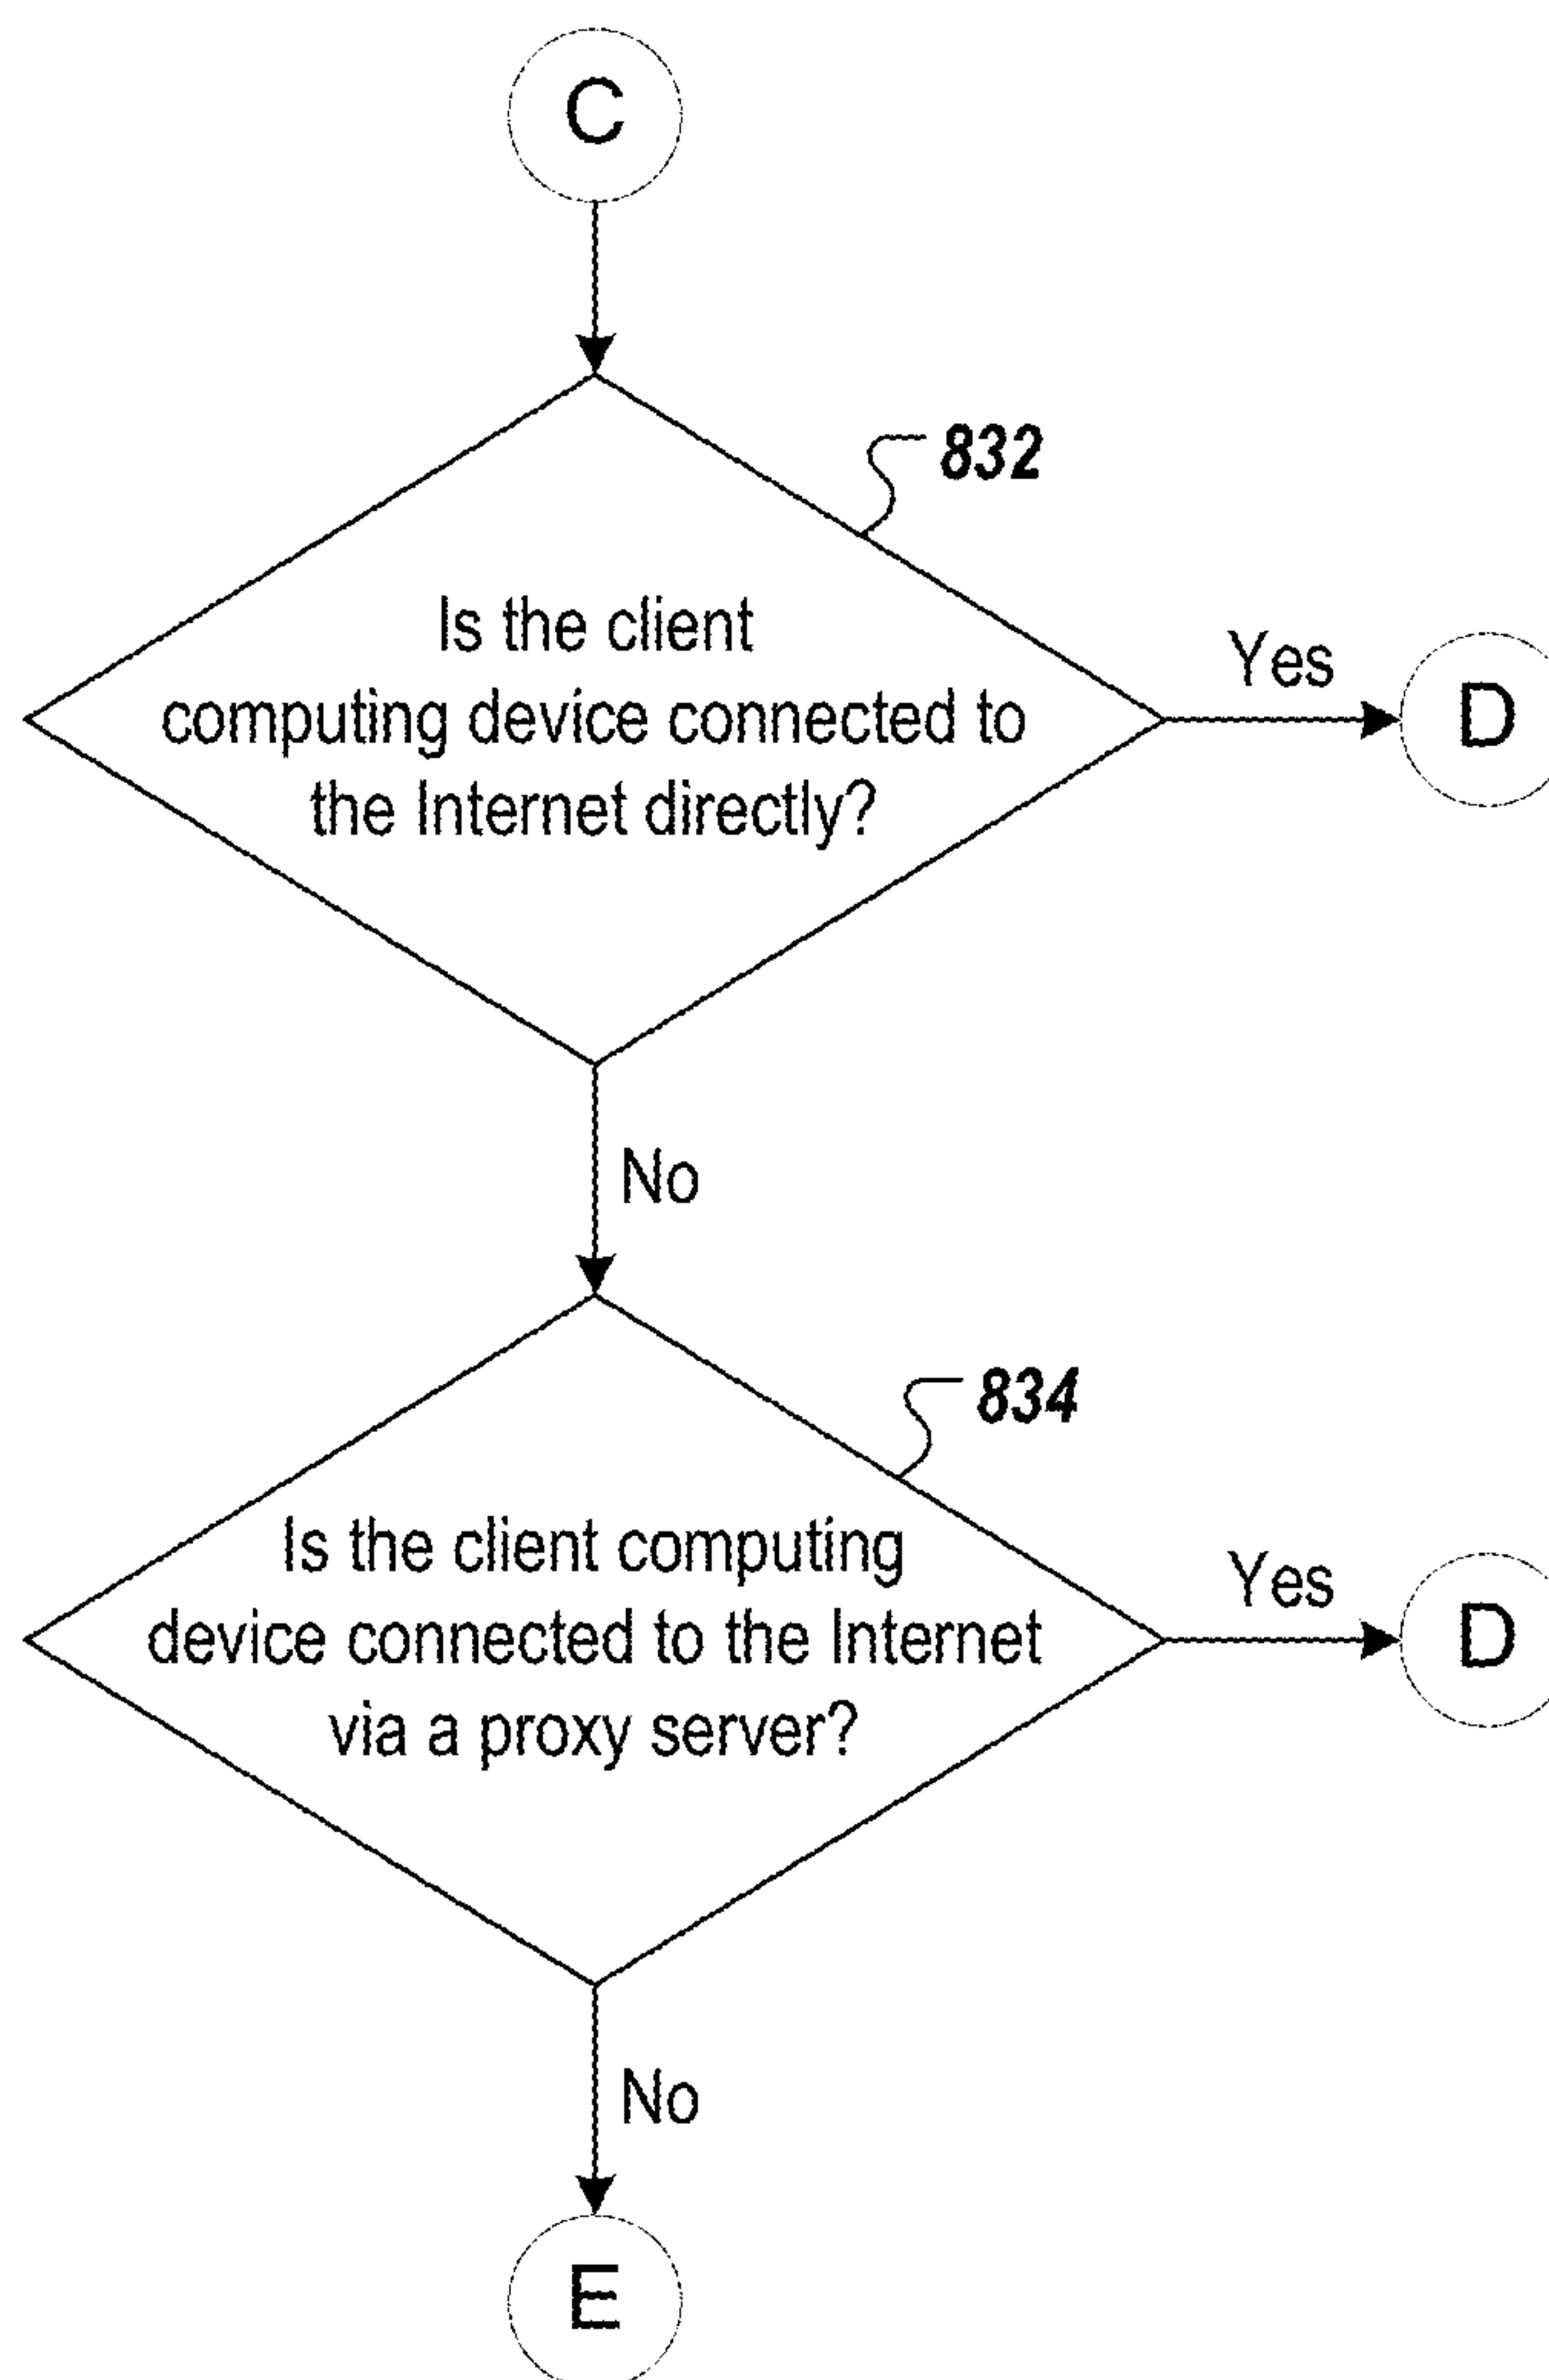 C
832
Is the client
computing device connected to
the Internet directly?
Yes
D
No
834
Is the client computing
device connected to the Internet
via a proxy server?
Yes
D
No
E